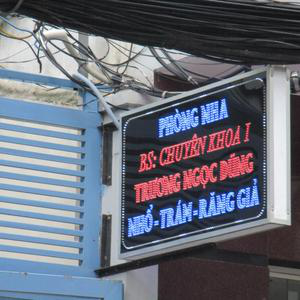 PHÒNG NHA
BS: CHUYÊN KHOA I
TRƯƠNG NGỌC DŨNG
NHỔ-TRÁM-RĂNG GIẢ